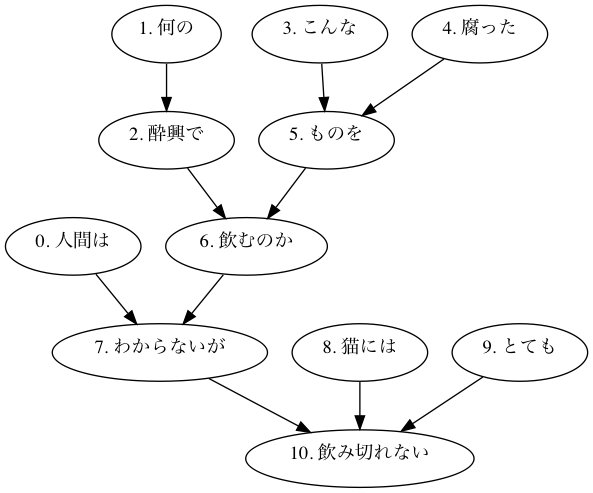 1. 何の
3. こんな
4. 腐った
2. 酔興で
5. ものを
0. 人間は
6. 飲むのか
7. わからないが
8. 猫には
9. とても
10. 飲み切れない